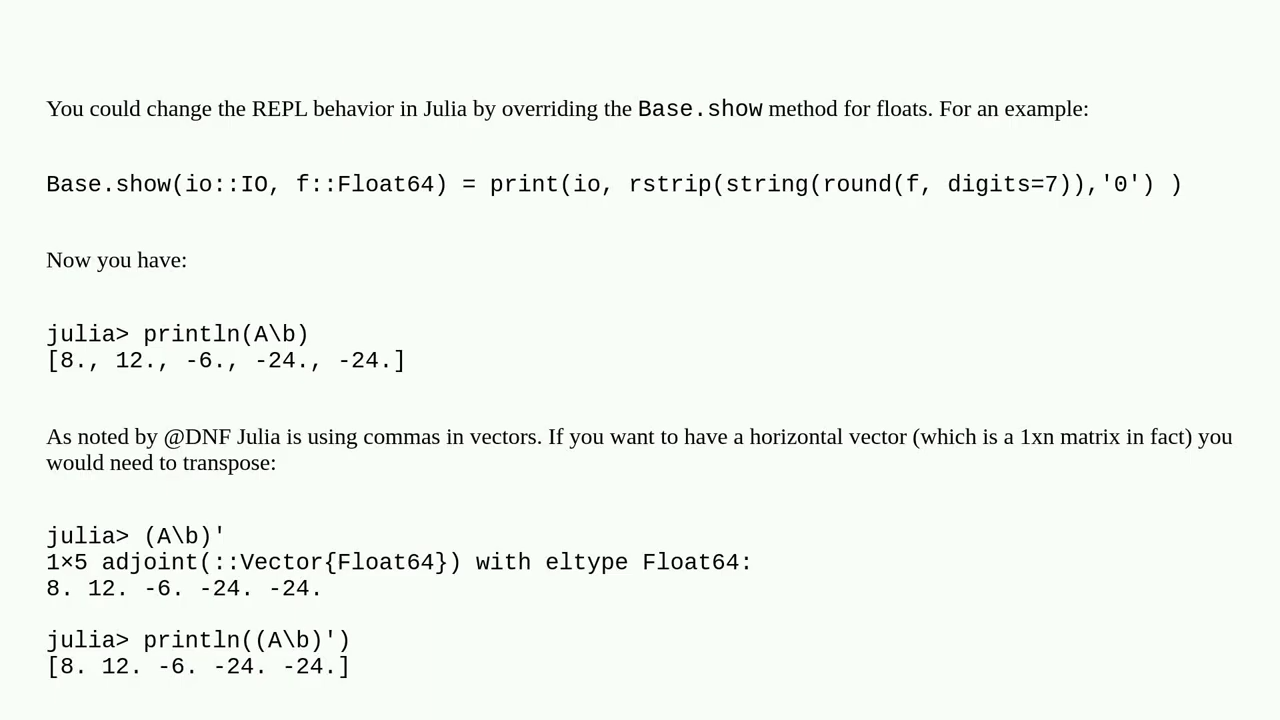 You could change the REPL behavior in Julia by overriding the Base.show method for floats. For an example:
Base.show(io::IO, f::Float64) = print(io, rstrip(string(round(f, digits=7)),'0') )
Now you have:
julia> println(A\b)
[8., 12., -6., -24., -24.]
As noted by @DNF Julia is using commas in vectors. If you want to have a horizontal vector (which is a 1xn matrix in fact) you
would need to transpose:
julia> (A\b)'
1×5 adjoint(::Vector{Float64}) with eltype Float64:
8. 12. -6. -24. -24.
julia> println((A\b)')
[8. 12. -6. -24. -24.]